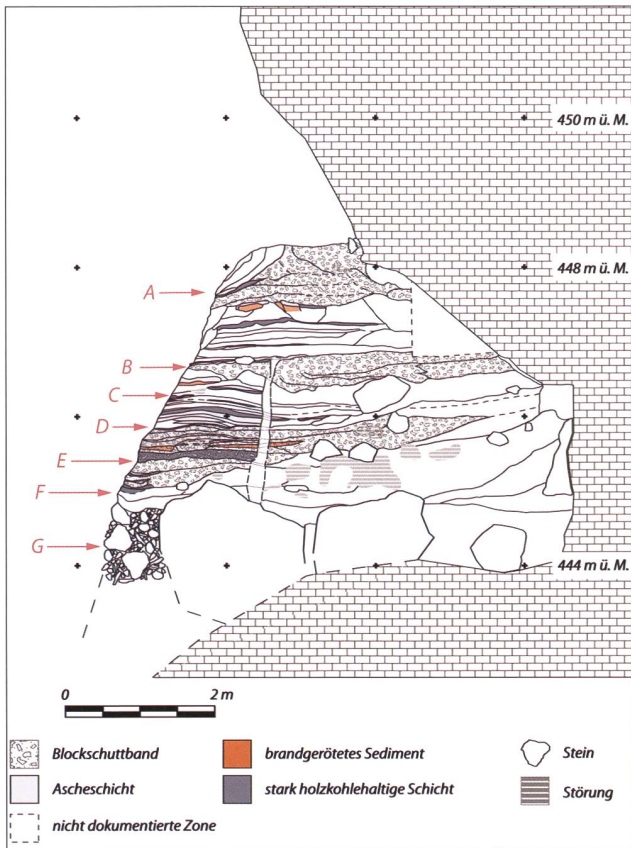 450 m ü. M.
448 m ü. M.
A
B
C
D
E
F
G
444 m ü. M.
0 2 m
Blockschuttband
brandgerötetes Sediment
Stein
Ascheschicht
stark holzkohlehaltige Schicht
Störung
nicht dokumentierte Zone